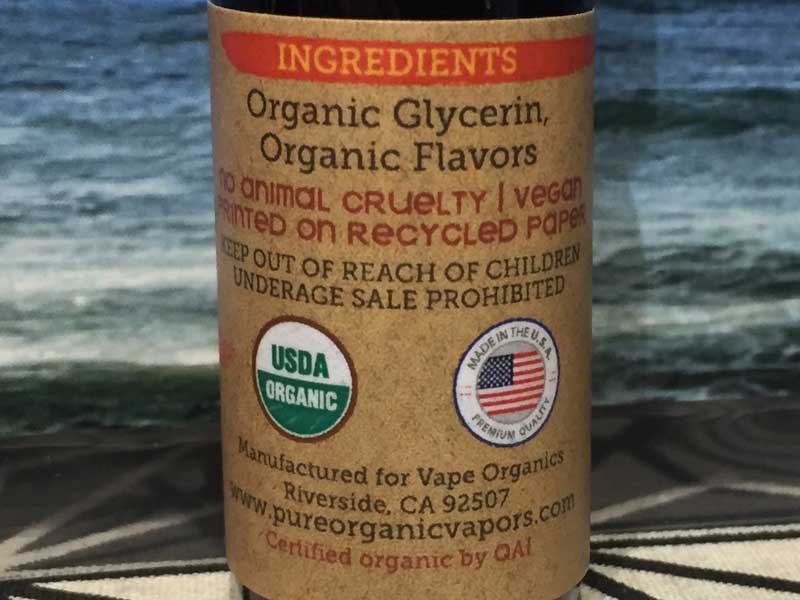 INGREDIENTS
Organic Glycerin,
Organic Flavors
no animal cruelty | vegan
printed on recycled paper
KEEP OUT OF REACH OF CHILDREN
UNDERAGE SALE PROHIBITED
USDA
ORGANIC
MADE IN THE U.S.A.
PREMIUM QUALITY
Manufactured for Vape Organics
Riverside, CA 92507
www.pureorganicvapors.com
Certified organic by QAI